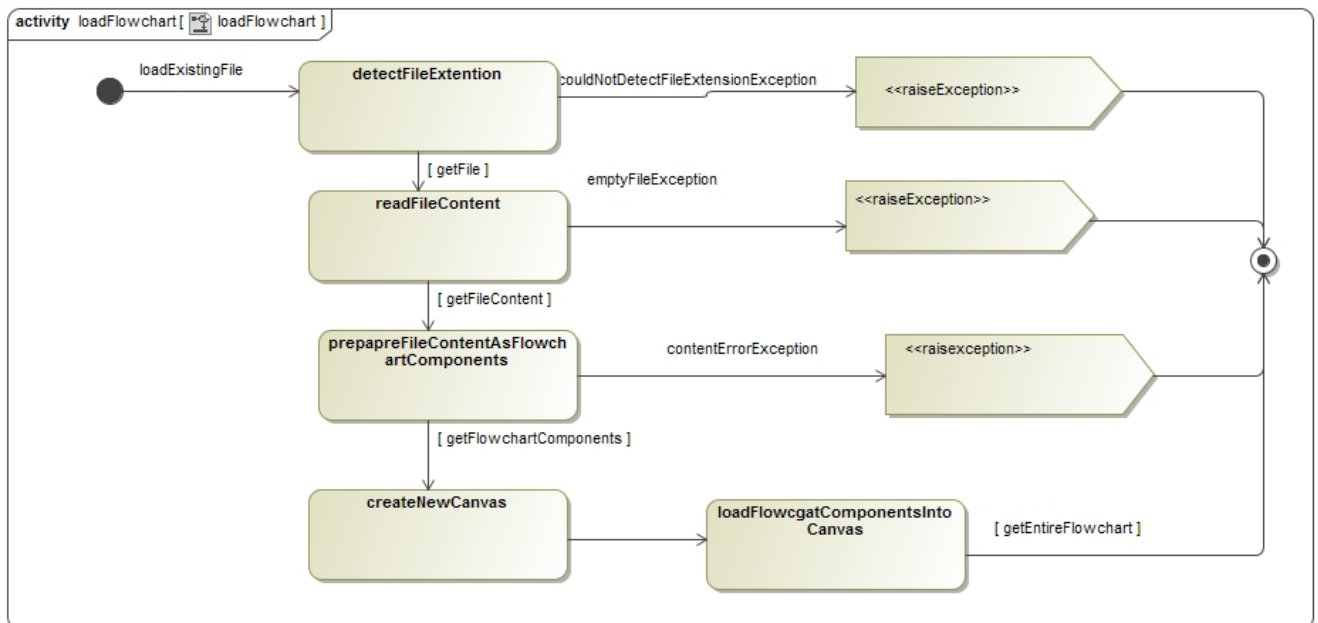 activity loadFlowchart[ loadFlowchart ]
loadExistingFile
detectFileExtention
couldNotDetectFileExtensionException
<<raiseException>>
[ getFile ]
readFileContent
emptyFileException
<<raiseException>>
[ getFileContent ]
prepapreFileContentAsFlowch
artComponents
contentErrorException
<<raisexception>>
[ getFlowchartComponents ]
createNewCanvas
loadFlowcgatComponentsInto
Canvas
[ getEntireFlowchart ]